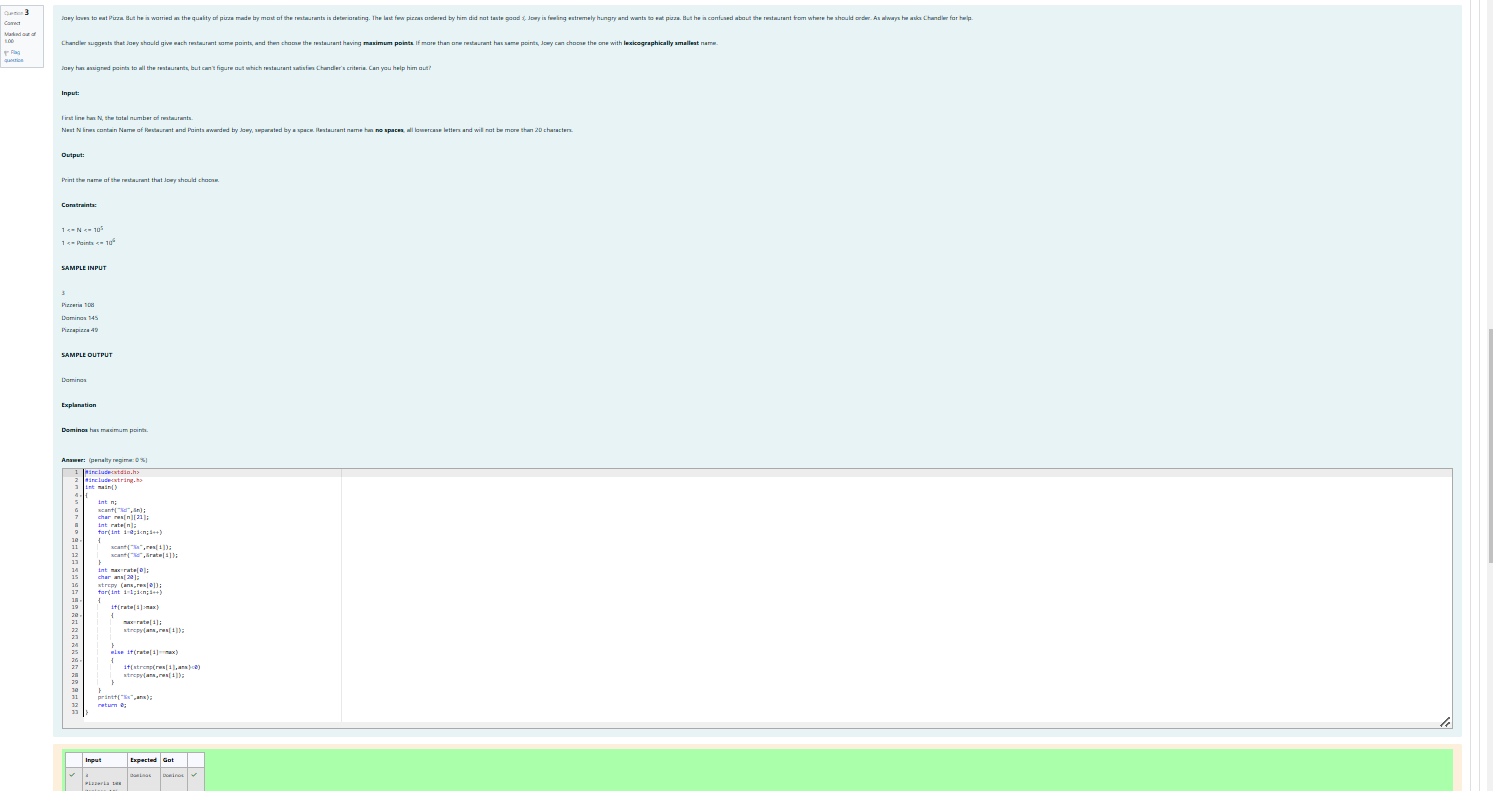 Question 3
Correct
Marked out of
1.00
Flag
question
Joey loves to eat Pizza. But he is worried as the quality of pizza made by most of the restaurants is deteriorating. The last few pizzas ordered by him did not taste good :(. Joey is feeling extremely hungry and wants to eat pizza. But he is confused about the restaurant from where he should order. As always he asks Chandler for help.
Chandler suggests that Joey should give each restaurant some points, and then choose the restaurant having maximum points. If more than one restaurant has same points, Joey can choose the one with lexicographically smallest name.
Joey has assigned points to all the restaurants, but can't figure out which restaurant satisfies Chandler's criteria. Can you help him out?
Input:
First line has N, the total number of restaurants.
Next N lines contain Name of Restaurant and Points awarded by Joey, separated by a space. Restaurant name has no spaces, all lowercase letters and will not be more than 20 characters.
Output:
Print the name of the restaurant that Joey should choose.
Constraints:
1 <= N <= 10^5
1 <= Points <= 10^6
SAMPLE INPUT
3
Pizzeria 108
Dominos 145
Pizzapizza 49
SAMPLE OUTPUT
Dominos
Explanation
Dominos has maximum points.
Answer: (penalty regime: 0 %)
1 #include<stdio.h>
2 #include<string.h>
3 int main()
4 {
5 int n;
6 scanf("%d",&n);
7 char res[n][21];
8 int rate[n];
9 for(int i=0;i<n;i++)
10 {
11 scanf("%s",res[i]);
12 scanf("%d",&rate[i]);
13 }
14 int max=rate[0];
15 char ans[20];
16 strcpy (ans,res[0]);
17 for(int i=1;i<n;i++)
18 {
19 if(rate[i]>max)
20 {
21 max=rate[i];
22 strcpy(ans,res[i]);
23
24 }
25 else if(rate[i]==max)
26 {
27 if(strcmp(res[i],ans)<0)
28 strcpy(ans,res[i]);
29 }
30 }
31 printf("%s",ans);
32 return 0;
33 }
Input Expected Got
3 Dominos Dominos
Pizzeria 108